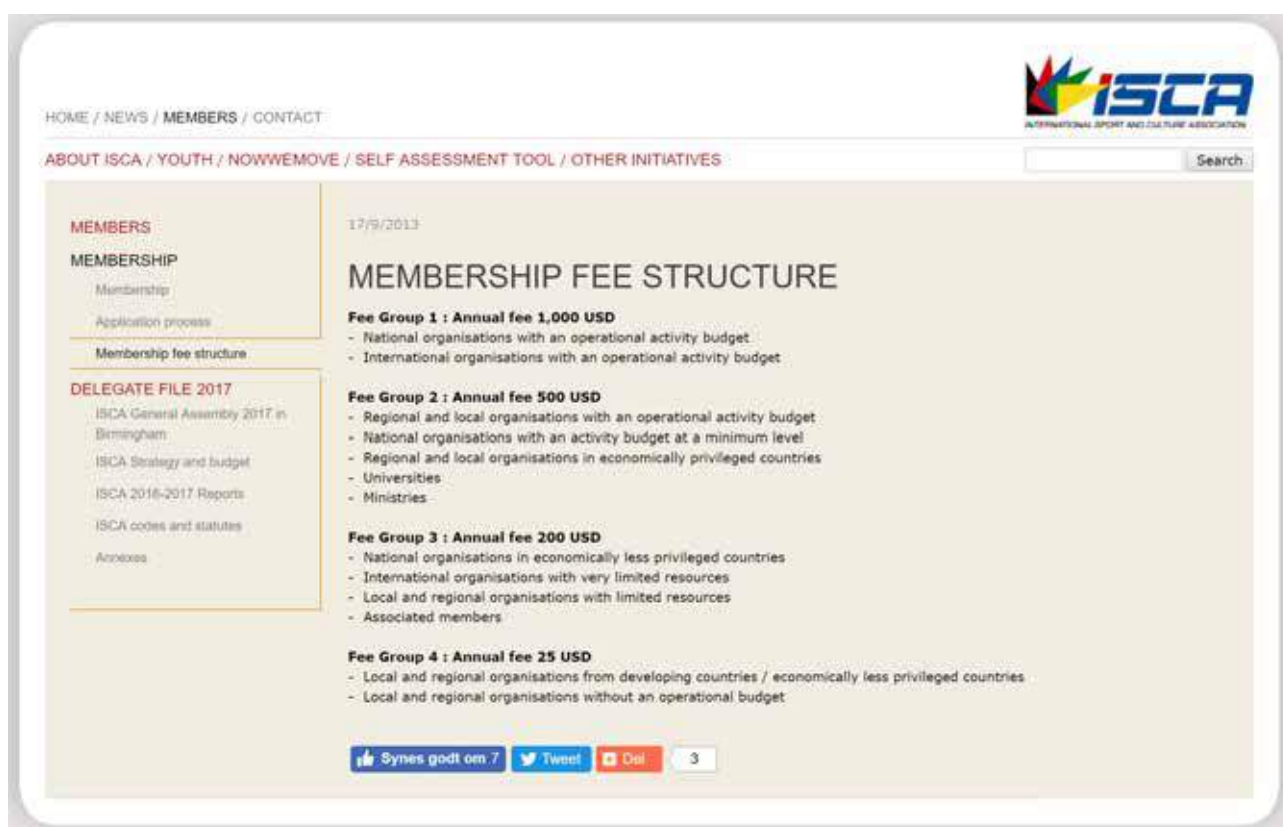 ISCA
INTERNATIONAL SPORT AND CULTURE ASSOCIATION
HOME / NEWS / MEMBERS / CONTACT
ABOUT ISCA / YOUTH / NOWWEMOVE / SELF ASSESSMENT TOOL / OTHER INITIATIVES
Search
MEMBERS
MEMBERSHIP
Membership
Application process
Membership fee structure
DELEGATE FILE 2017
ISCA General Assembly 2017 in
Birmingham
ISCA Strategy and budget
ISCA 2016-2017 Reports
ISCA codes and statutes
Annexes
17/9/2013
MEMBERSHIP FEE STRUCTURE
Fee Group 1 : Annual fee 1,000 USD
- National organisations with an operational activity budget
- International organisations with an operational activity budget
Fee Group 2 : Annual fee 500 USD
- Regional and local organisations with an operational activity budget
- National organisations with an activity budget at a minimum level
- Regional and local organisations in economically privileged countries
- Universities
- Ministries
Fee Group 3 : Annual fee 200 USD
- National organisations in economically less privileged countries
- International organisations with very limited resources
- Local and regional organisations with limited resources
- Associated members
Fee Group 4 : Annual fee 25 USD
- Local and regional organisations from developing countries / economically less privileged countries
- Local and regional organisations without an operational budget
Synes godt om 7
Tweet
Del
3